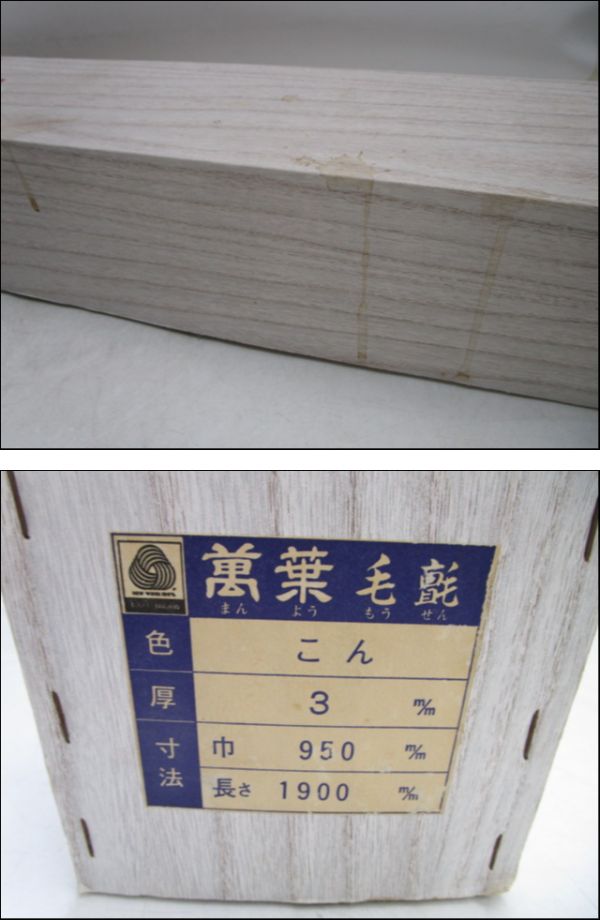 萬葉毛氈
まん よう もう せん
色 こん
厚 3 m/m
寸法 巾 950 m/m
長さ 1900 m/m